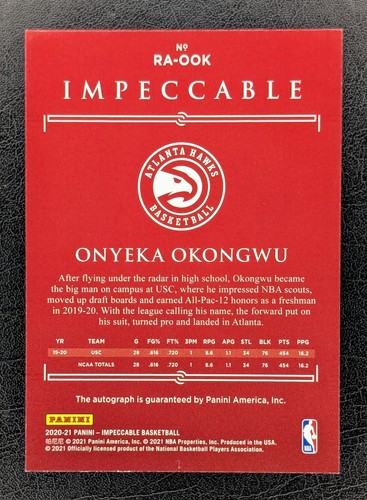 Nº
RA-OOK
IMPECCABLE
ATLANTA HAWKS
BASKETBALL
ONYEKA OKONGWU
After flying under the radar in high school, Okongwu became
the big man on campus at USC, where he impressed NBA scouts,
moved up draft boards and earned All-Pac-12 honors as a freshman
in 2019-20. With the league calling his name, the forward put on
his suit, turned pro and landed in Atlanta.
YR TEAM G FG% FT% 3PM RPG APG STL BLK PTS PPG
19-20 USC 28 .616 .720 1 8.6 1.1 34 76 454 16.2
NCAA TOTALS 28 .616 .720 1 8.6 1.1 34 76 454 16.2
The autograph is guaranteed by Panini America, Inc.
PANINI
2020-21 PANINI – IMPECCABLE BASKETBALL
帕尼尼 © 2021 Panini America, Inc. © 2021 NBA Properties, Inc. Produced in the USA.
© 2021 Officially licensed product of the National Basketball Players Association.
NBA